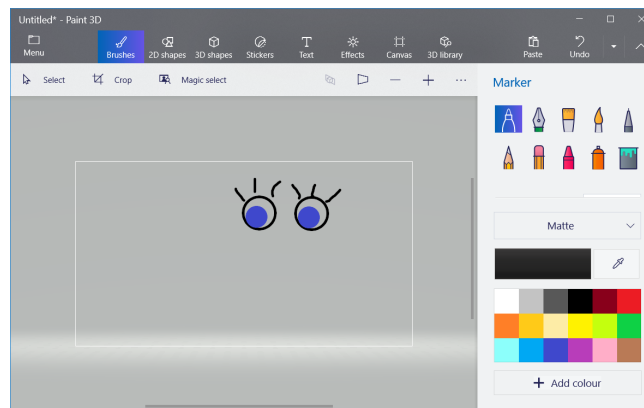 Untitled* - Paint 3D
Menu
Brushes
2D shapes
3D shapes
Stickers
Text
Effects
Canvas
3D library
Paste
Undo
Select
Crop
Magic select
Marker
Matte
Add colour